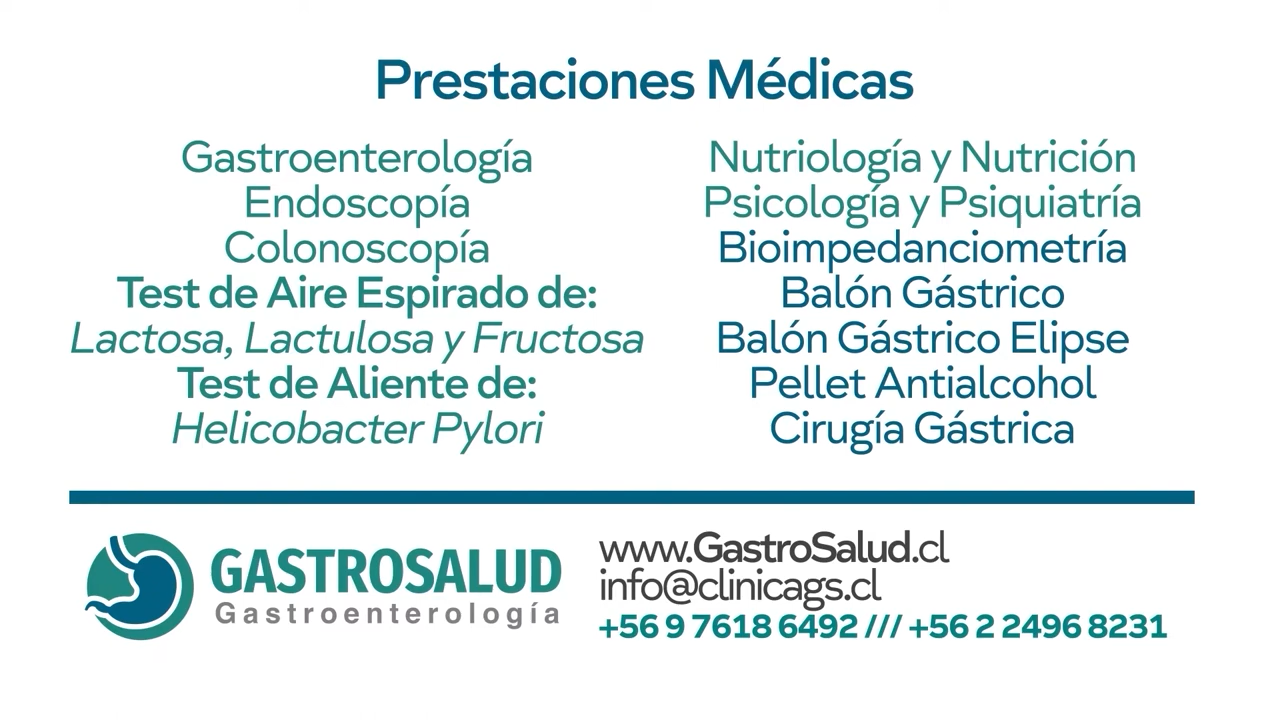 Prestaciones Médicas
Gastroenterología
Endoscopía
Colonoscopía
Test de Aire Espirado de:
Lactosa, Lactulosa y Fructosa
Test de Aliente de:
Helicobacter Pylori
Nutriología y Nutrición
Psicología y Psiquiatría
Bioimpedanciometría
Balón Gástrico
Balón Gástrico Elipse
Pellet Antialcohol
Cirugía Gástrica
GASTROSALUD
Gastroenterología
www.GastroSalud.cl
info@clinicags.cl
+56 9 7618 6492 /// +56 2 2496 8231